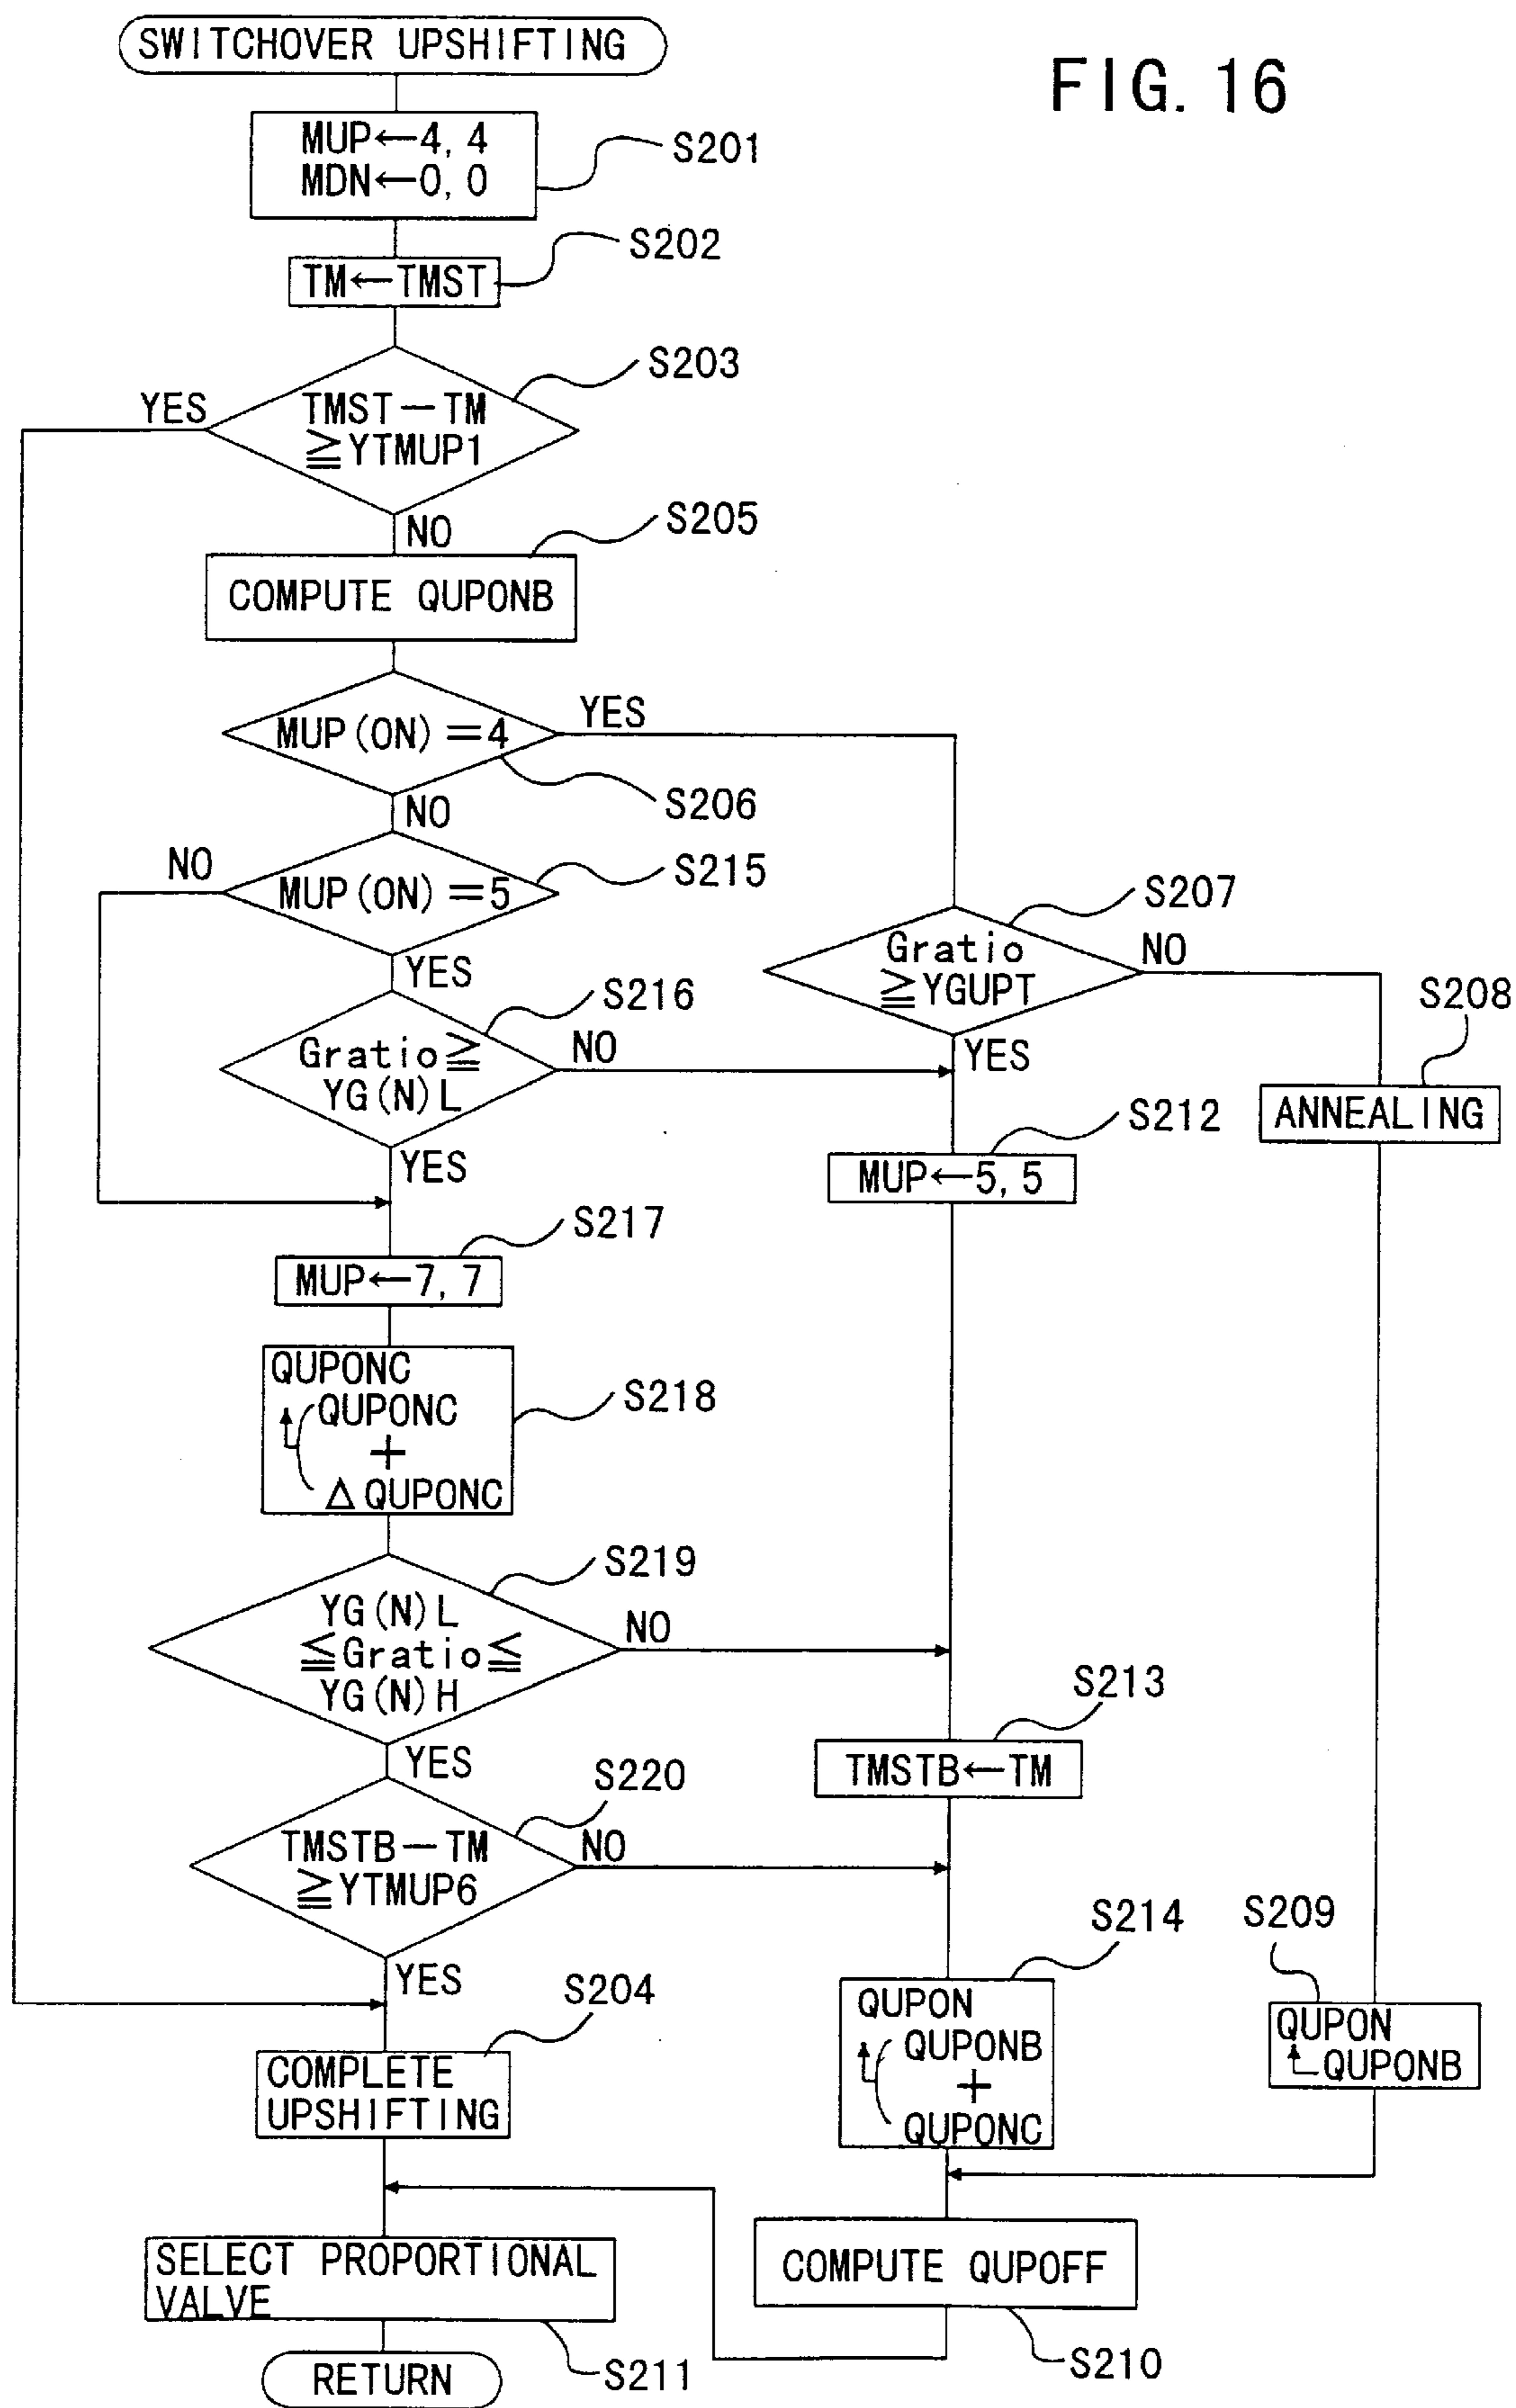 SWITCHOVER UPSHIFTING
FIG. 16
MUP←4, 4
MDN←0, 0
S201
TM←TMST
S202
TMST－TM
≧YTMUP1
S203
YES
NO
COMPUTE QUPONB
S205
MUP(ON)＝4
YES
S206
NO
MUP(ON)＝5
NO
S215
YES
Gratio
≧YGUPT
S207
NO
YES
Gratio≧
YG(N)L
S216
NO
YES
ANNEALING
S208
MUP←5, 5
S212
MUP←7, 7
S217
QUPONC
QUPONC
+
△QUPONC
S218
YG(N)L
≦Gratio≦
YG(N)H
S219
NO
YES
TMSTB←TM
S213
TMSTB－TM
≧YTMUP6
S220
NO
YES
QUPON
QUPONB
+
QUPONC
S214
QUPON
QUPONB
S209
COMPLETE
UPSHIFTING
S204
COMPUTE QUPOFF
S210
SELECT PROPORTIONAL
VALVE
S211
RETURN